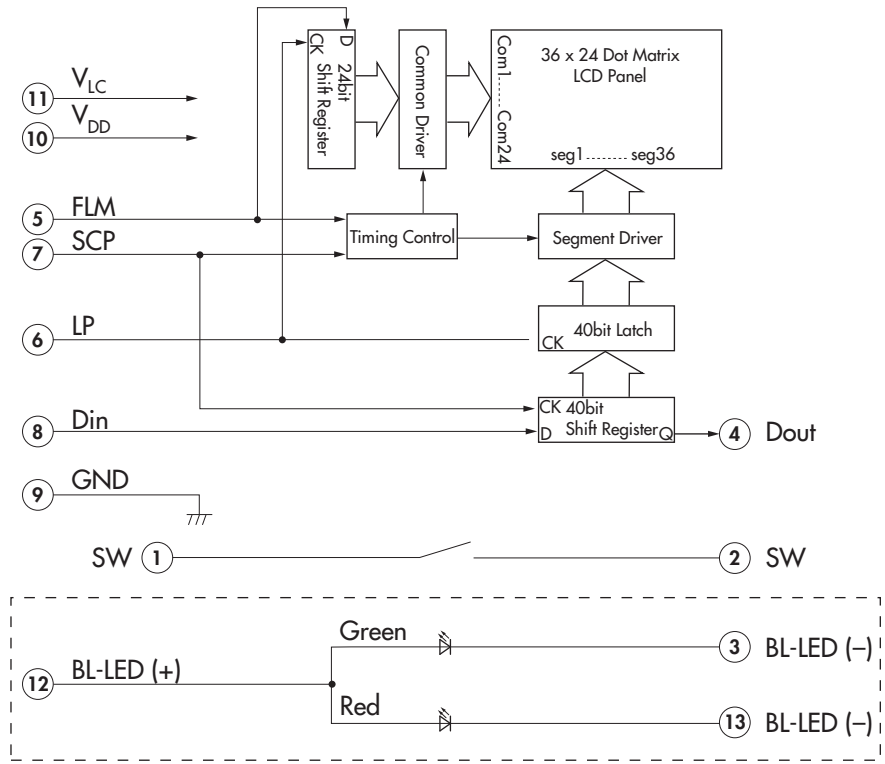 11 VLC
10 VDD
5 FLM
7 SCP
6 LP
8 Din
9 GND
D
CK
24bit
Shift Register
Common Driver
Com1........Com24
36 x 24 Dot Matrix
LCD Panel
seg1........seg36
Timing Control
Segment Driver
40bit Latch
CK
CK 40bit
D Shift Register Q
4 Dout
SW 1
2 SW
12 BL-LED (+)
Green
3 BL-LED (–)
Red
13 BL-LED (–)